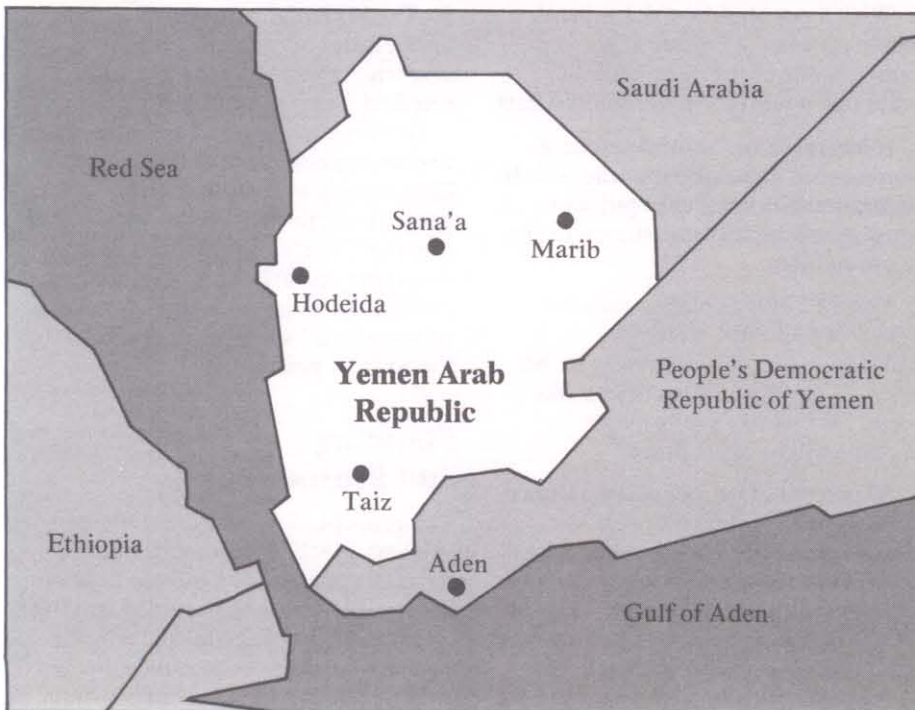 Saudi Arabia
Red Sea
Sana'a
Marib
Hodeida
Yemen Arab
Republic
People's Democratic
Republic of Yemen
Taiz
Ethiopia
Aden
Gulf of Aden